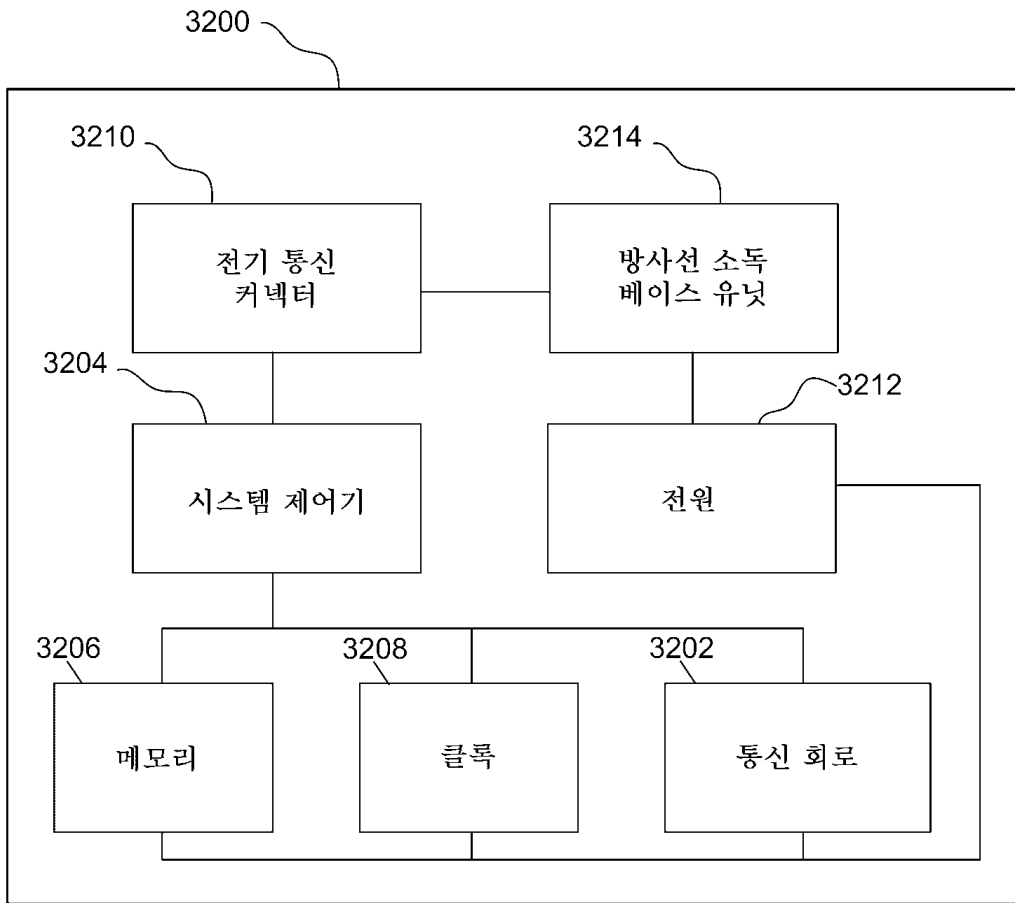 3200
3210
3214
전기 통신
커넥터
방사선 소독
베이스 유닛
3204
3212
시스템 제어기
전원
3206
3208
3202
메모리
클록
통신 회로